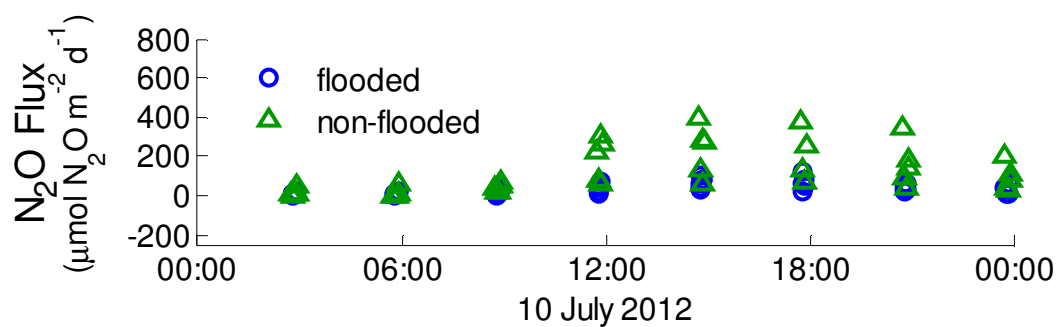 N₂O Flux
(μmol N₂O m⁻² d⁻¹)
800
600
400
200
0
-200
flooded
non-flooded
00:00 06:00 12:00 18:00 00:00
10 July 2012